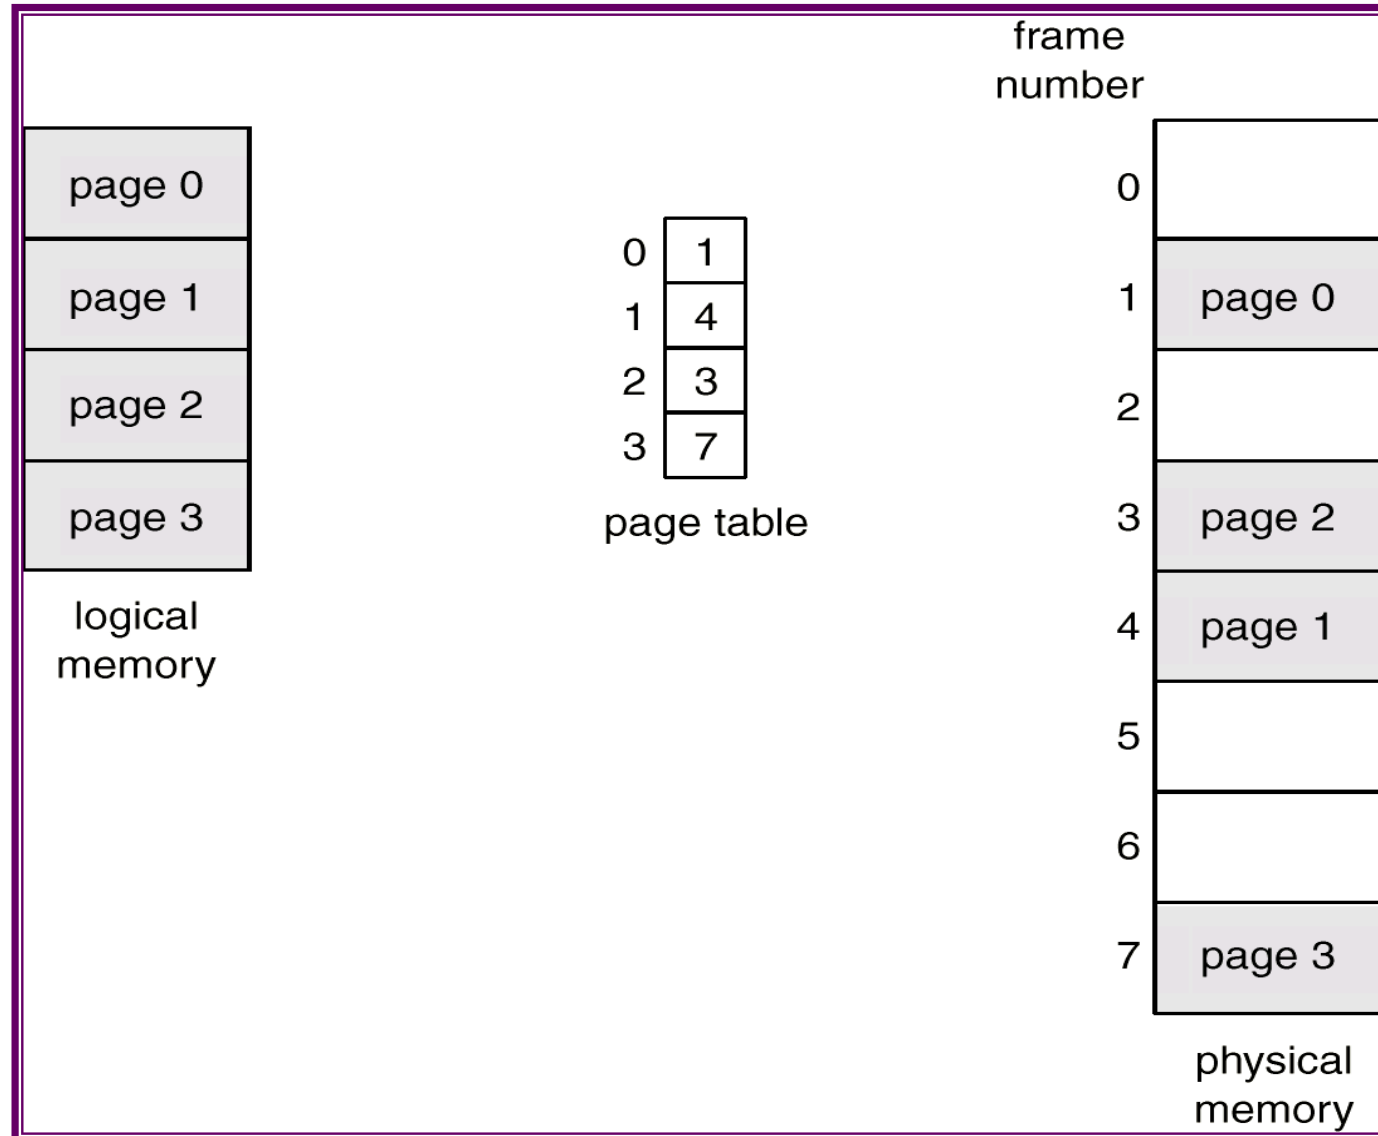 frame
number
page 0
page 1
page 2
page 3
logical
memory
0 1
1 4
2 3
3 7
page table
0
1 page 0
2
3 page 2
4 page 1
5
6
7 page 3
physical
memory